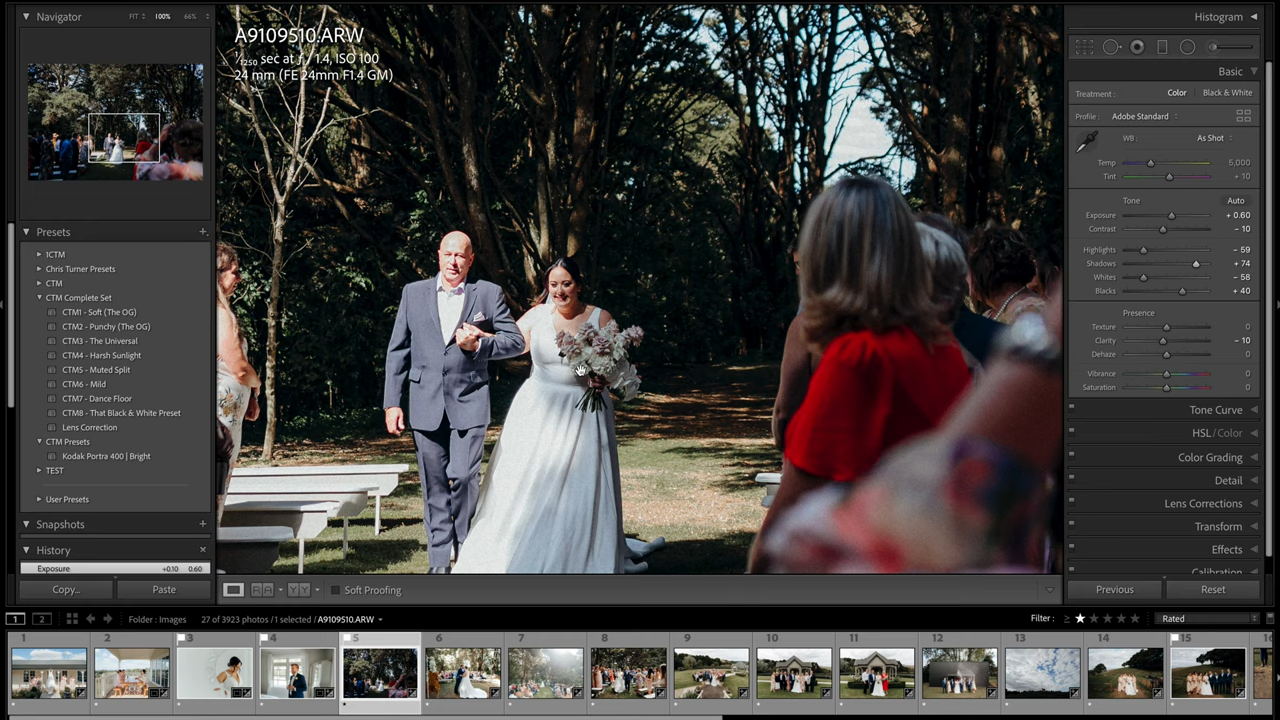 Navigator
FIT
100%
66%
A9109510.ARW
1/1250 sec at f / 1.4, ISO 100
24 mm (FE 24mm F1.4 GM)
Presets
1CTM
Chris Turner Presets
CTM
CTM Complete Set
CTM1 - Soft (The OG)
CTM2 - Punchy (The OG)
CTM3 - The Universal
CTM4 - Harsh Sunlight
CTM5 - Muted Split
CTM6 - Mild
CTM7 - Dance Floor
CTM8 - That Black & White Preset
Lens Correction
CTM Presets
Kodak Portra 400 | Bright
TEST
User Presets
Snapshots
History
Exposure +0.10 0.60
Copy... Paste
Soft Proofing
Histogram
Basic
Treatment : Color Black & White
Profile : Adobe Standard
WB : As Shot
Temp 5,000
Tint + 10
Tone Auto
Exposure + 0.60
Contrast − 10
Highlights − 59
Shadows + 74
Whites − 58
Blacks + 40
Presence
Texture 0
Clarity − 10
Dehaze 0
Vibrance 0
Saturation 0
Tone Curve
HSL / Color
Color Grading
Detail
Lens Corrections
Transform
Effects
Calibration
Previous Reset
1 2 Folder : Images 27 of 3923 photos / 1 selected / A9109510.ARW
Filter : Rated
1 2 3 4 5 6 7 8 9 10 11 12 13 14 15